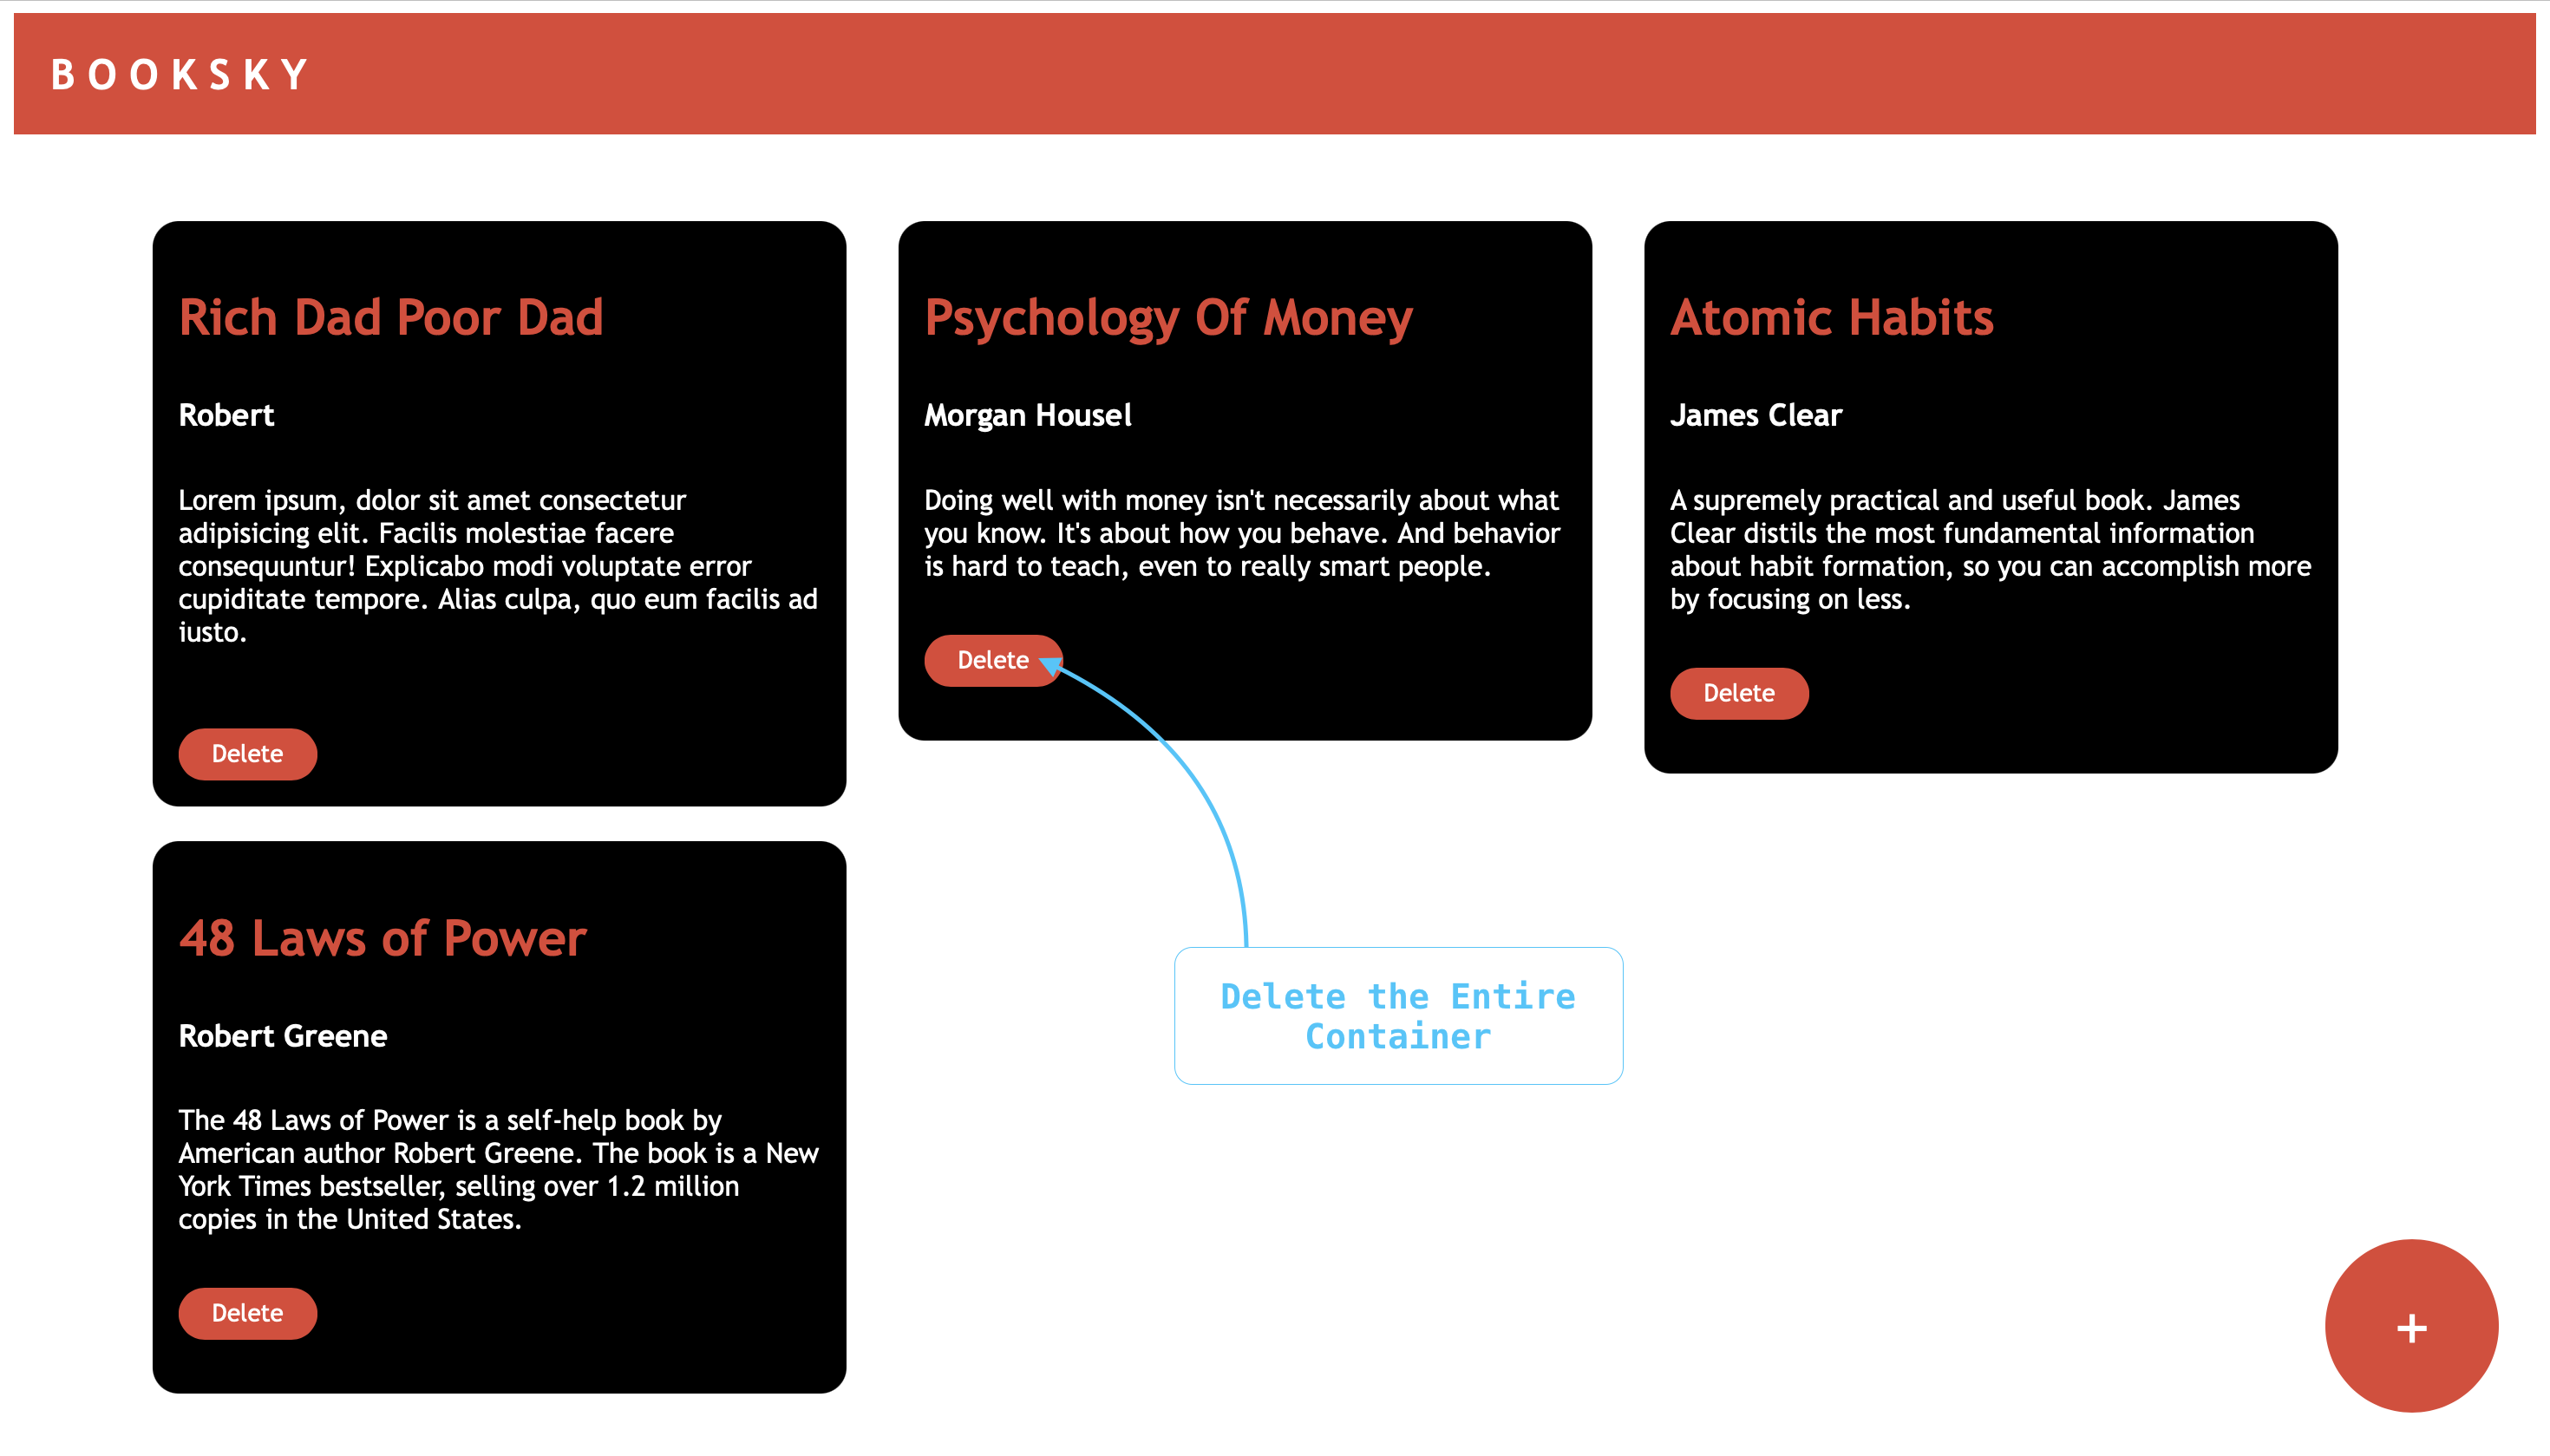 BOOKSKY
Rich Dad Poor Dad
Robert
Lorem ipsum, dolor sit amet consectetur
adipisicing elit. Facilis molestiae facere
consequuntur! Explicabo modi voluptate error
cupiditate tempore. Alias culpa, quo eum facilis ad
iusto.
Delete
Psychology Of Money
Morgan Housel
Doing well with money isn't necessarily about what
you know. It's about how you behave. And behavior
is hard to teach, even to really smart people.
Delete
Atomic Habits
James Clear
A supremely practical and useful book. James
Clear distils the most fundamental information
about habit formation, so you can accomplish more
by focusing on less.
Delete
48 Laws of Power
Robert Greene
The 48 Laws of Power is a self-help book by
American author Robert Greene. The book is a New
York Times bestseller, selling over 1.2 million
copies in the United States.
Delete
Delete the Entire
Container
+